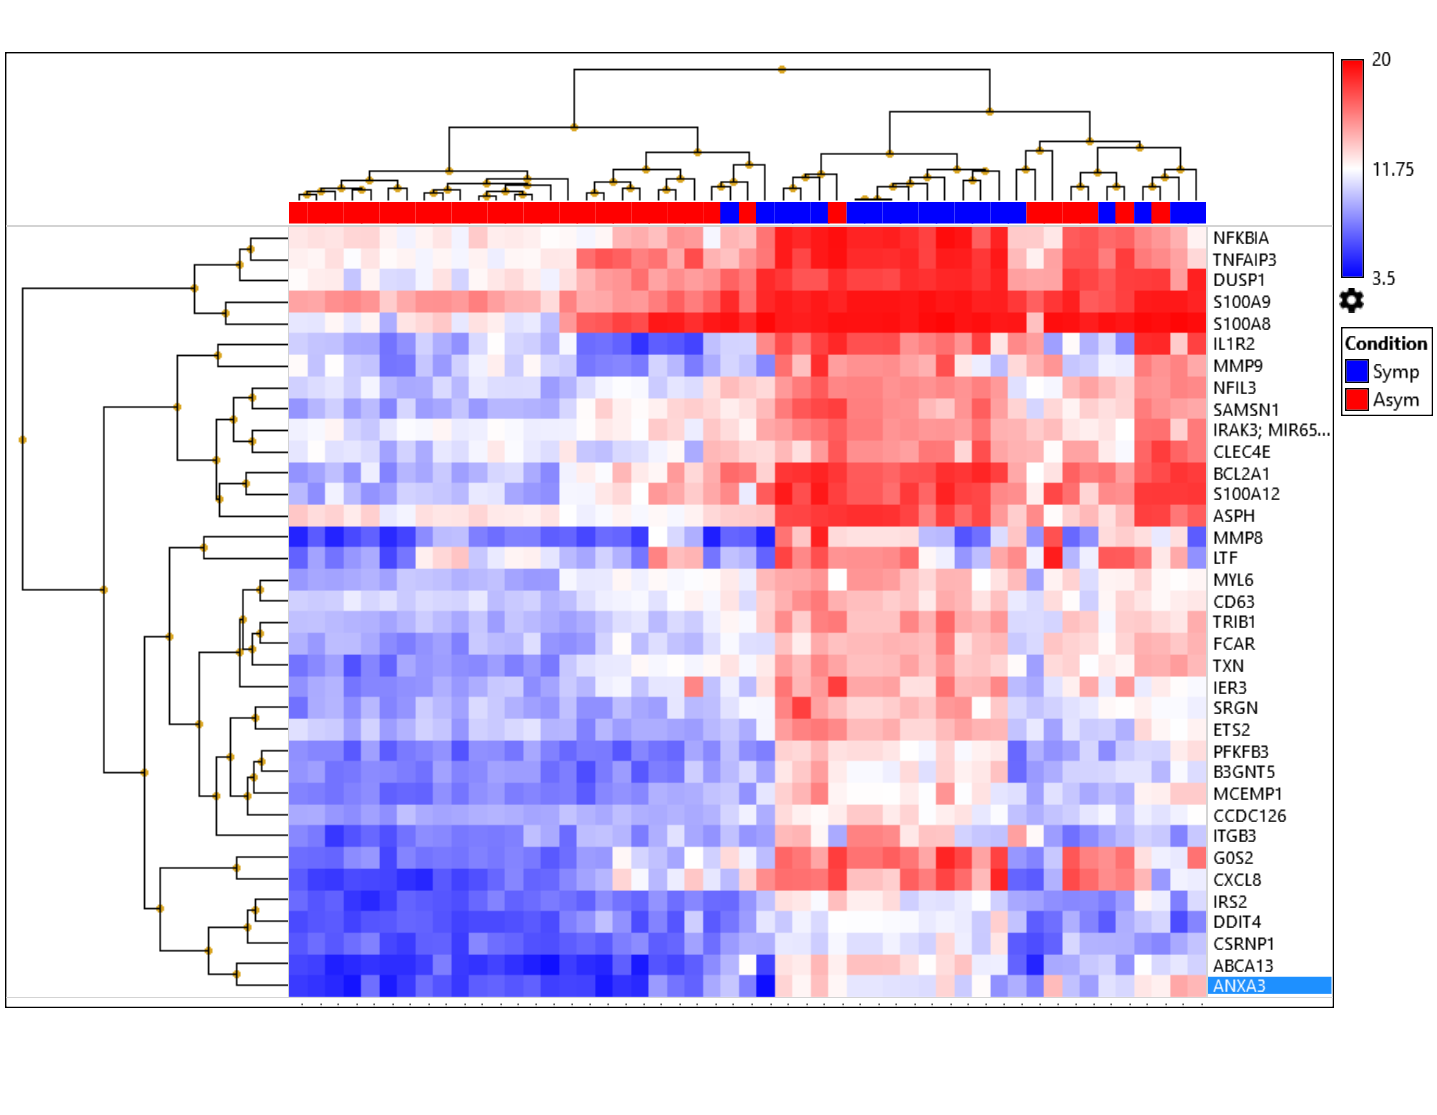 20
11.75
3.5
Condition
Symp
Asym
NFKBIA
TNFAIP3
DUSP1
S100A9
S100A8
IL1R2
MMP9
NFIL3
SAMSN1
IRAK3; MIR65...
CLEC4E
BCL2A1
S100A12
ASPH
MMP8
LTF
MYL6
CD63
TRIB1
FCAR
TXN
IER3
SRGN
ETS2
PFKFB3
B3GNT5
MCEMP1
CCDC126
ITGB3
G0S2
CXCL8
IRS2
DDIT4
CSRNP1
ABCA13
ANXA3